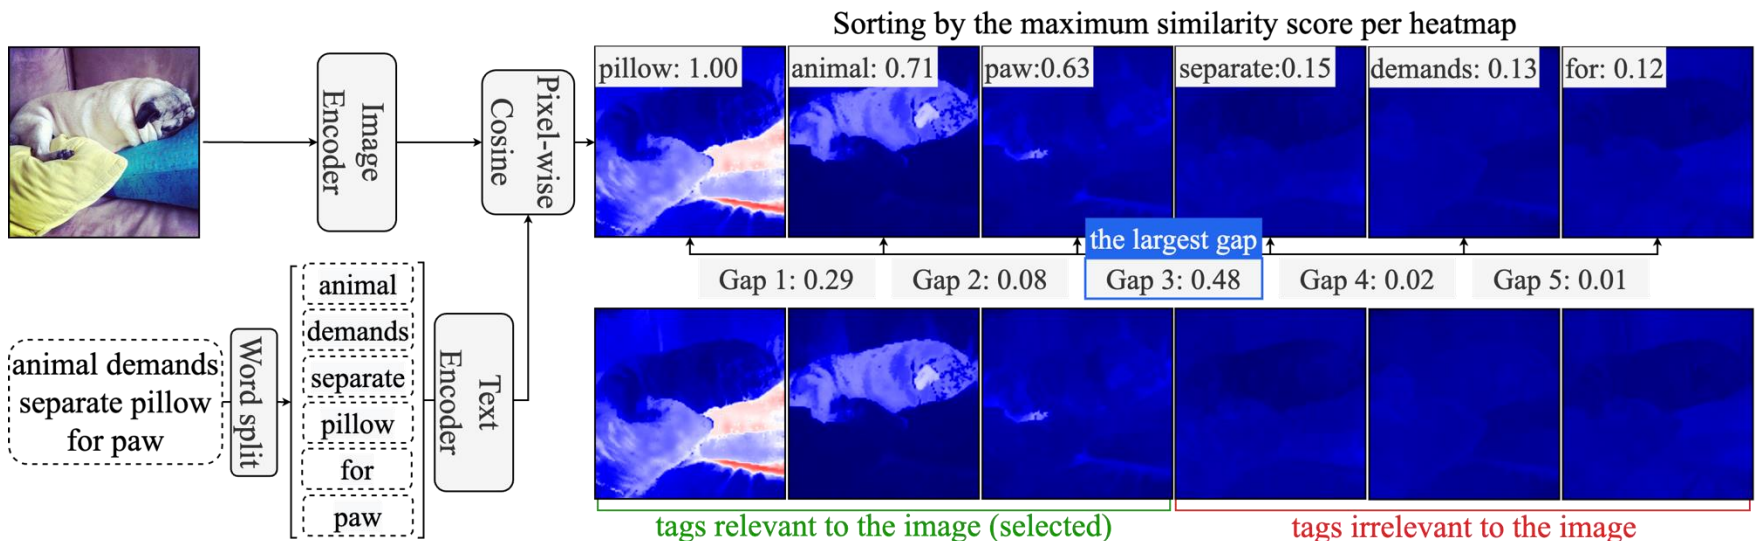 Sorting by the maximum similarity score per heatmap
Image
Encoder
Pixel-wise
Cosine
pillow: 1.00
animal: 0.71
paw:0.63
separate:0.15
demands: 0.13
for: 0.12
the largest gap
Gap 1: 0.29
Gap 2: 0.08
Gap 3: 0.48
Gap 4: 0.02
Gap 5: 0.01
animal demands
separate pillow
for paw
Word split
animal
demands
separate
pillow
for
paw
Text
Encoder
tags relevant to the image (selected)
tags irrelevant to the image